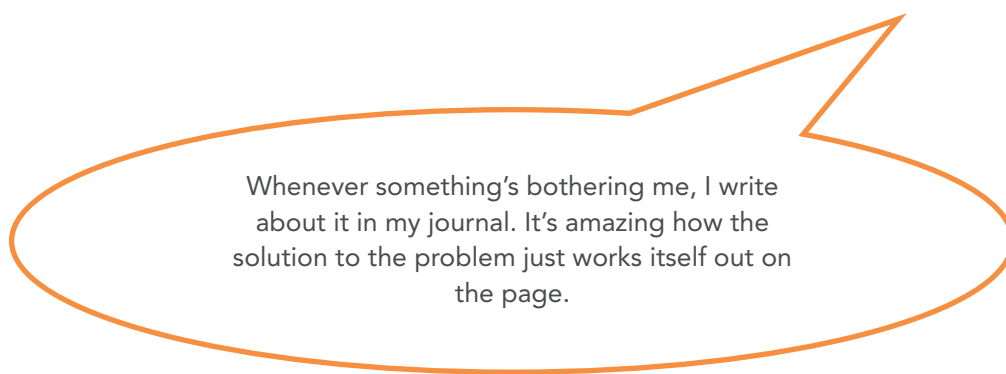 Whenever something’s bothering me, I write
about it in my journal. It’s amazing how the
solution to the problem just works itself out on
the page.